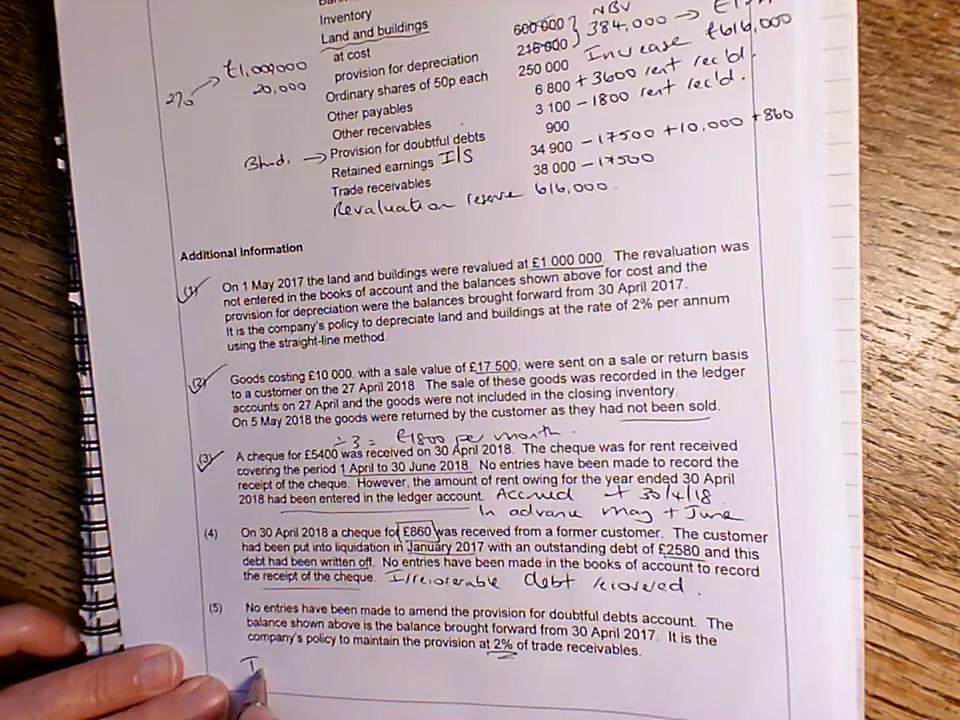 NBV
Inventory 600 000 } 384,000 →
Land and buildings 216 000 Increase £616,000
at cost
£1,000,000 provision for depreciation 250 000
2% → 20,000 Ordinary shares of 50p each 6 800 + 3600 rent rec'd.
Other payables 3 100 - 1800 rent rec'd.
Other receivables 900
Bhnd. → Provision for doubtful debts 34 900 - 17500 + 10,000 + 860
Retained earnings I/S 38 000 - 17500
Trade receivables
Revaluation reserve 616,000.
Additional Information
(1) On 1 May 2017 the land and buildings were revalued at £1 000 000. The revaluation was
not entered in the books of account and the balances shown above for cost and the
provision for depreciation were the balances brought forward from 30 April 2017.
It is the company's policy to depreciate land and buildings at the rate of 2% per annum
using the straight-line method.
(2) Goods costing £10 000, with a sale value of £17 500, were sent on a sale or return basis
to a customer on the 27 April 2018 The sale of these goods was recorded in the ledger
accounts on 27 April and the goods were not included in the closing inventory.
On 5 May 2018 the goods were returned by the customer as they had not been sold.
÷ 3 = £1800 per month.
(3) A cheque for £5400 was received on 30 April 2018. The cheque was for rent received
covering the period 1 April to 30 June 2018. No entries have been made to record the
receipt of the cheque. However, the amount of rent owing for the year ended 30 April
2018 had been entered in the ledger account. Accrued → 30/4/18
In advance May + June
(4) On 30 April 2018 a cheque for £860 was received from a former customer. The customer
had been put into liquidation in January 2017 with an outstanding debt of £2580 and this
debt had been written off. No entries have been made in the books of account to record
the receipt of the cheque. Irrecoverable debt recovered.
(5) No entries have been made to amend the provision for doubtful debts account. The
balance shown above is the balance brought forward from 30 April 2017. It is the
company's policy to maintain the provision at 2% of trade receivables.
I